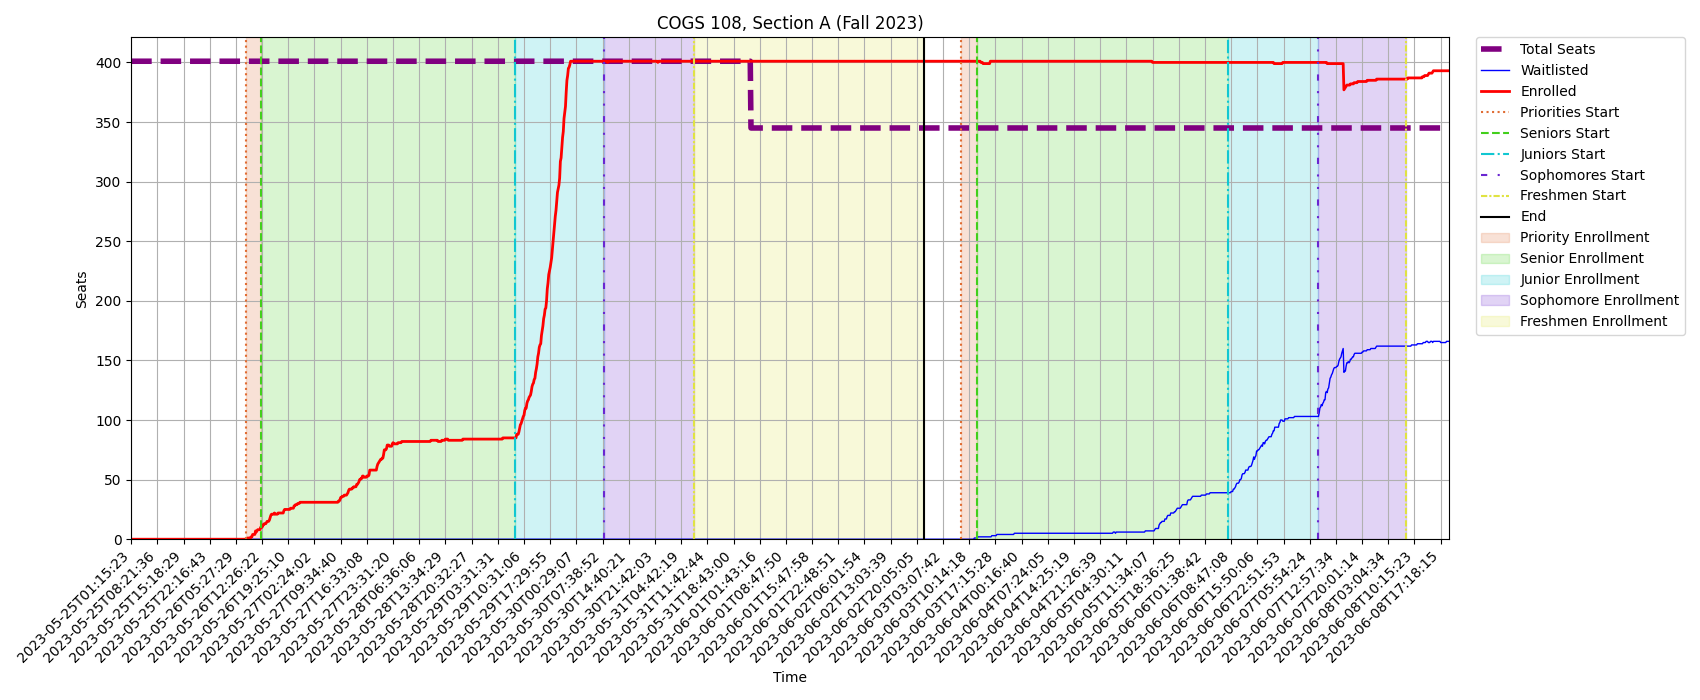 COGS 108, Section A (Fall 2023)
Seats
400
350
300
250
200
150
100
50
0
2023-05-25T01:15:23
2023-05-25T08:21:36
2023-05-25T15:18:29
2023-05-25T22:16:43
2023-05-26T05:27:29
2023-05-26T12:26:22
2023-05-26T19:25:10
2023-05-27T02:24:02
2023-05-27T09:34:40
2023-05-27T16:33:08
2023-05-27T23:31:20
2023-05-28T06:36:06
2023-05-28T13:34:29
2023-05-28T20:32:27
2023-05-29T03:31:31
2023-05-29T10:31:06
2023-05-29T17:29:55
2023-05-30T00:29:07
2023-05-30T07:38:52
2023-05-30T14:40:21
2023-05-30T21:42:03
2023-05-31T04:42:19
2023-05-31T11:42:44
2023-05-31T18:43:00
2023-06-01T01:43:16
2023-06-01T08:47:50
2023-06-01T15:47:58
2023-06-01T22:48:51
2023-06-02T06:01:54
2023-06-02T13:03:39
2023-06-02T20:05:05
2023-06-03T03:07:42
2023-06-03T10:14:18
2023-06-03T17:15:28
2023-06-04T00:16:40
2023-06-04T07:24:05
2023-06-04T14:25:19
2023-06-04T21:26:39
2023-06-05T04:30:11
2023-06-05T11:34:07
2023-06-05T18:36:25
2023-06-06T01:38:42
2023-06-06T08:47:08
2023-06-06T15:50:06
2023-06-06T22:51:53
2023-06-07T05:54:24
2023-06-07T12:57:34
2023-06-07T20:01:14
2023-06-08T03:04:34
2023-06-08T10:15:23
2023-06-08T17:18:15
Time
Total Seats
Waitlisted
Enrolled
Priorities Start
Seniors Start
Juniors Start
Sophomores Start
Freshmen Start
End
Priority Enrollment
Senior Enrollment
Junior Enrollment
Sophomore Enrollment
Freshmen Enrollment